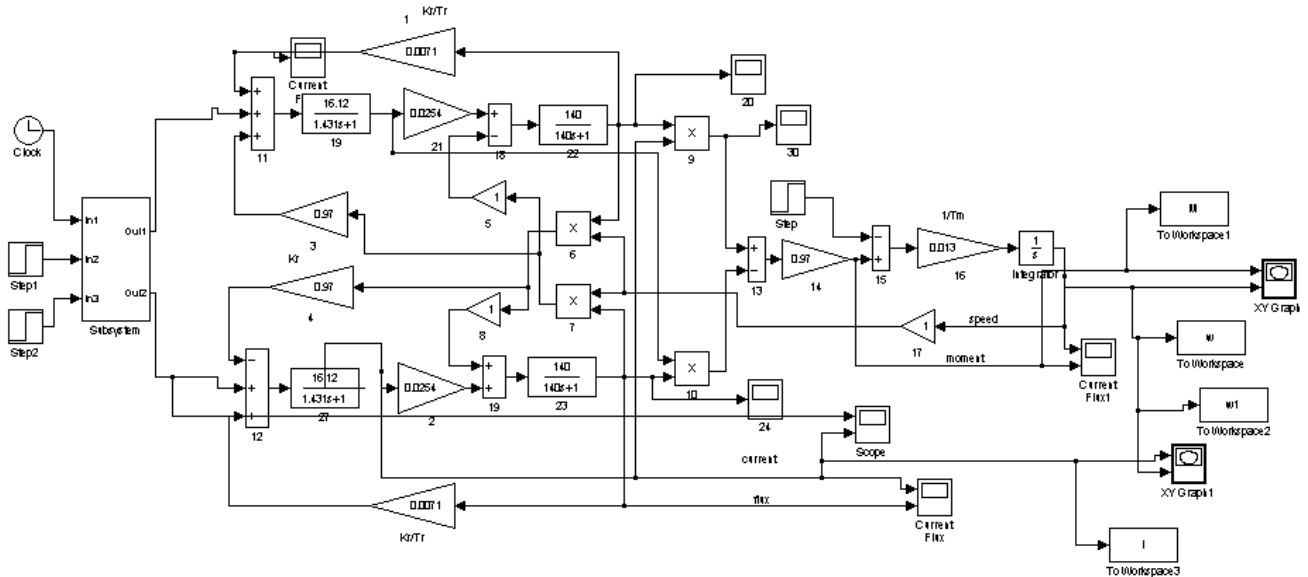 Kr/Tr
1
0.0071
Current
F
+
+
+
11
16.12
1.431s+1
19
0.0254
21
+
−
18
140
140s+1
22
X
9
20
30
Clock
In1
In2
In3
Out1
Out2
Subsystem
Step1
Step2
0.97
3
1
5
X
6
Kr
0.97
4
1
8
X
7
Step
+
−
13
0.97
14
−
+
15
1/Tm
0.013
16
1
s
Integrator
M
To Workspace1
XY Graph
speed
1
17
moment
Current
Flux1
W
To Workspace
W1
To Workspace2
−
+
+
12
16.12
1.431s+1
27
0.0254
2
+
+
19
140
140s+1
23
X
10
24
Scope
current
XY Graph1
0.0071
Kr/Tr
flux
Current
Flux
I
To Workspace3